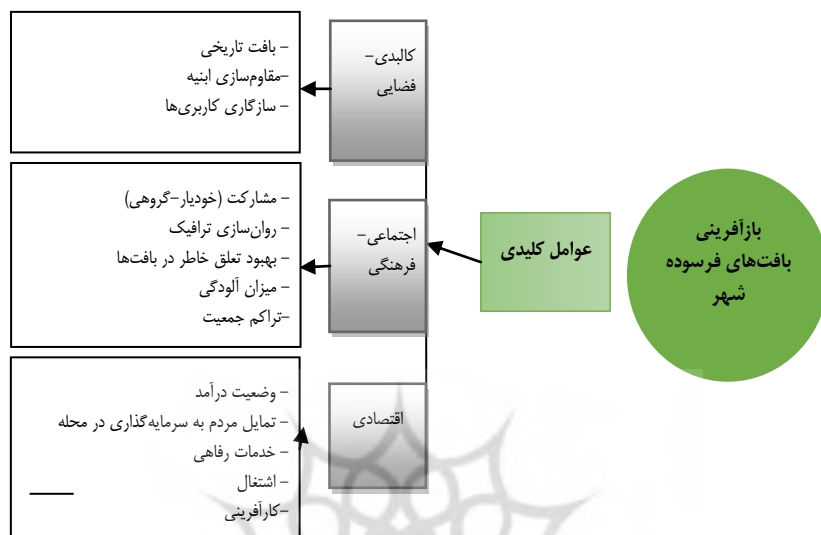 بازآفرینی
بافت‌های فرسوده
شهر
عوامل کلیدی
کالبدی-
فضایی
- بافت تاریخی
-مقاوم‌سازی ابنیه
- سازگاری کاربری‌ها
اجتماعی-
فرهنگی
- مشارکت (خودیار-گروهی)
- روان‌سازی ترافیک
- بهبود تعلق خاطر در بافت‌ها
- میزان آلودگی
-تراکم جمعیت
اقتصادی
- وضعیت درآمد
- تمایل مردم به سرمایه‌گذاری در محله
- خدمات رفاهی
- اشتغال
-کارآفرینی